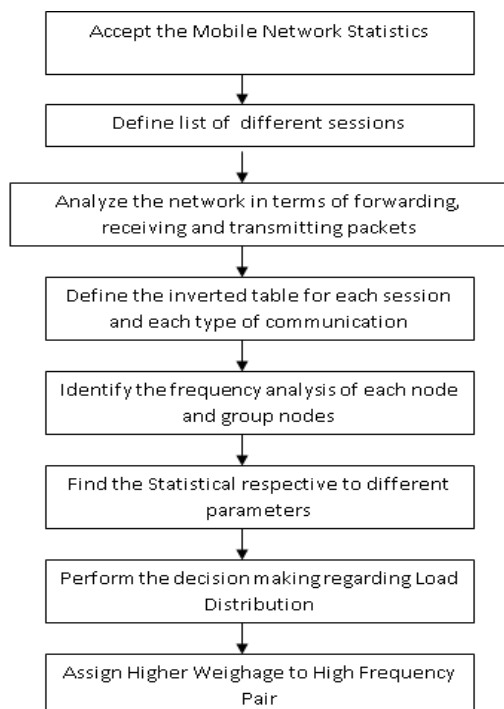 Accept the Mobile Network Statistics
Define list of different sessions
Analyze the network in terms of forwarding,
receiving and transmitting packets
Define the inverted table for each session
and each type of communication
Identify the frequency analysis of each node
and group nodes
Find the Statistical respective to different
parameters
Perform the decision making regarding Load
Distribution
Assign Higher Weighage to High Frequency
Pair